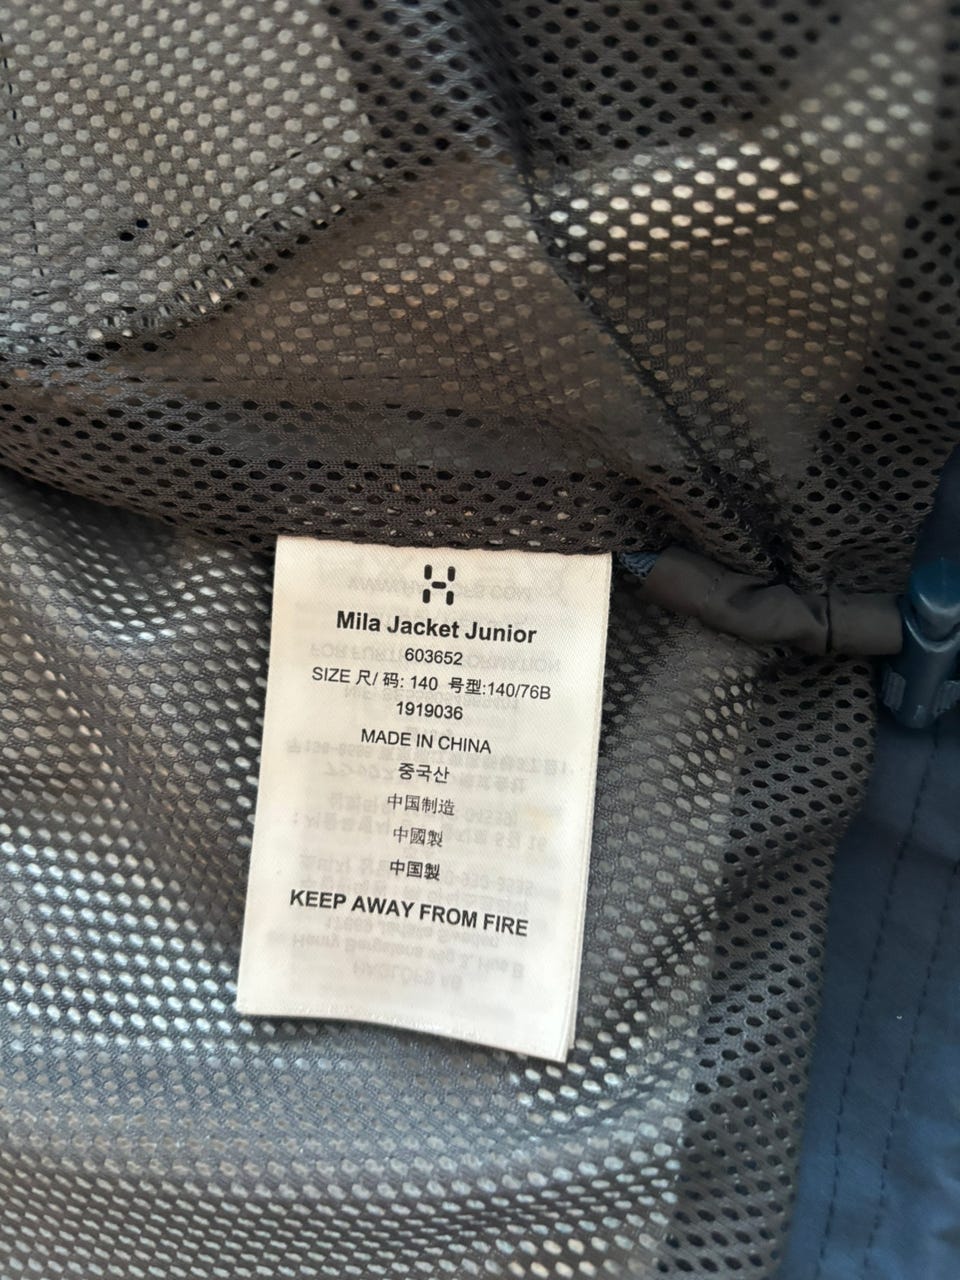 Mila Jacket Junior
603652
SIZE 尺/ 码: 140 号型:140/76B
1919036
MADE IN CHINA
중국산
中国制造
中國製
中国製
KEEP AWAY FROM FIRE